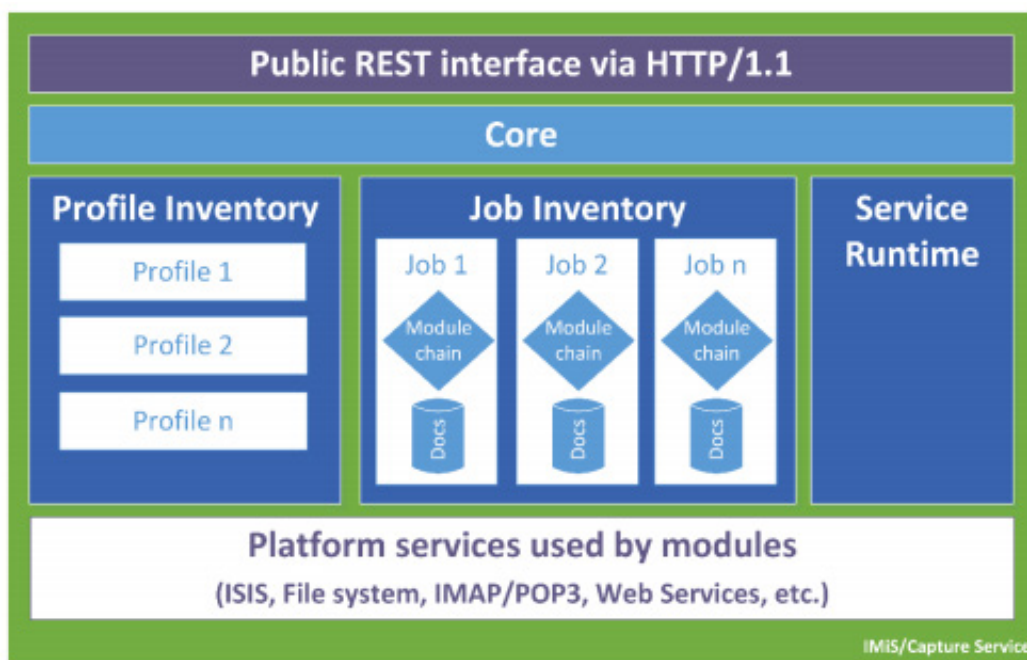 Public REST interface via HTTP/1.1
Core
Profile Inventory
Profile 1
Profile 2
Profile n
Job Inventory
Job 1
Module
chain
Docs
Job 2
Module
chain
Docs
Job n
Module
chain
Docs
Service
Runtime
Platform services used by modules
(ISIS, File system, IMAP/POP3, Web Services, etc.)
IMiS/Capture Service